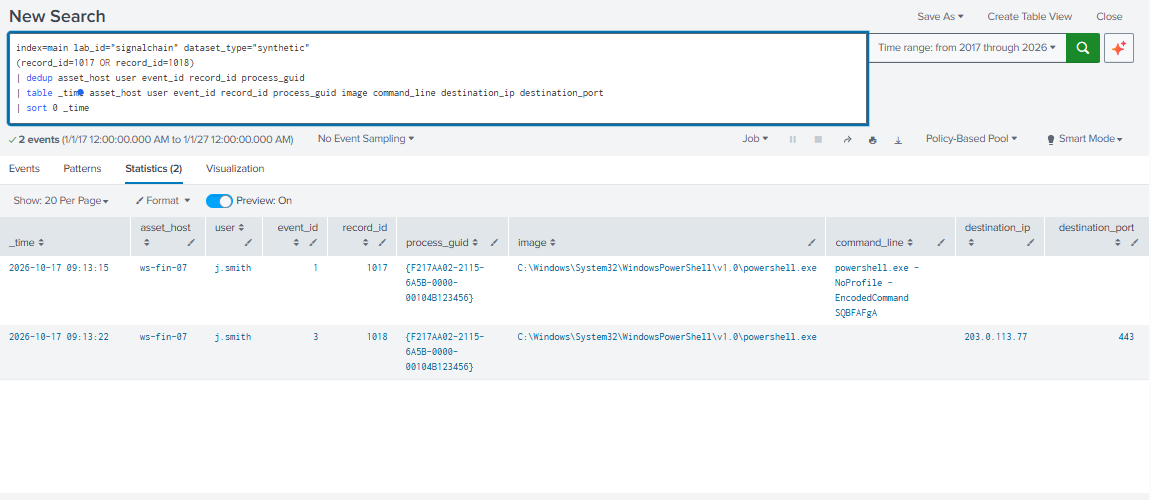 New Search
Save As Create Table View Close
index=main lab_id="signalchain" dataset_type="synthetic"
(record_id=1017 OR record_id=1018)
| dedup asset_host user event_id record_id process_guid
| table _time asset_host user event_id record_id process_guid image command_line destination_ip destination_port
| sort 0 _time
Time range: from 2017 through 2026
2 events (1/1/17 12:00:00.000 AM to 1/1/27 12:00:00.000 AM) No Event Sampling
Job Policy-Based Pool Smart Mode
Events Patterns Statistics (2) Visualization
Show: 20 Per Page Format Preview: On
_time asset_host user event_id record_id process_guid image command_line destination_ip destination_port
2026-10-17 09:13:15 ws-fin-07 j.smith 1 1017 {F217AA02-2115- C:\Windows\System32\WindowsPowerShell\v1.0\powershell.exe powershell.exe -
6A5B-0000- NoProfile -
00104B123456} EncodedCommand
SQBFAFgA
2026-10-17 09:13:22 ws-fin-07 j.smith 3 1018 {F217AA02-2115- C:\Windows\System32\WindowsPowerShell\v1.0\powershell.exe 203.0.113.77 443
6A5B-0000-
00104B123456}